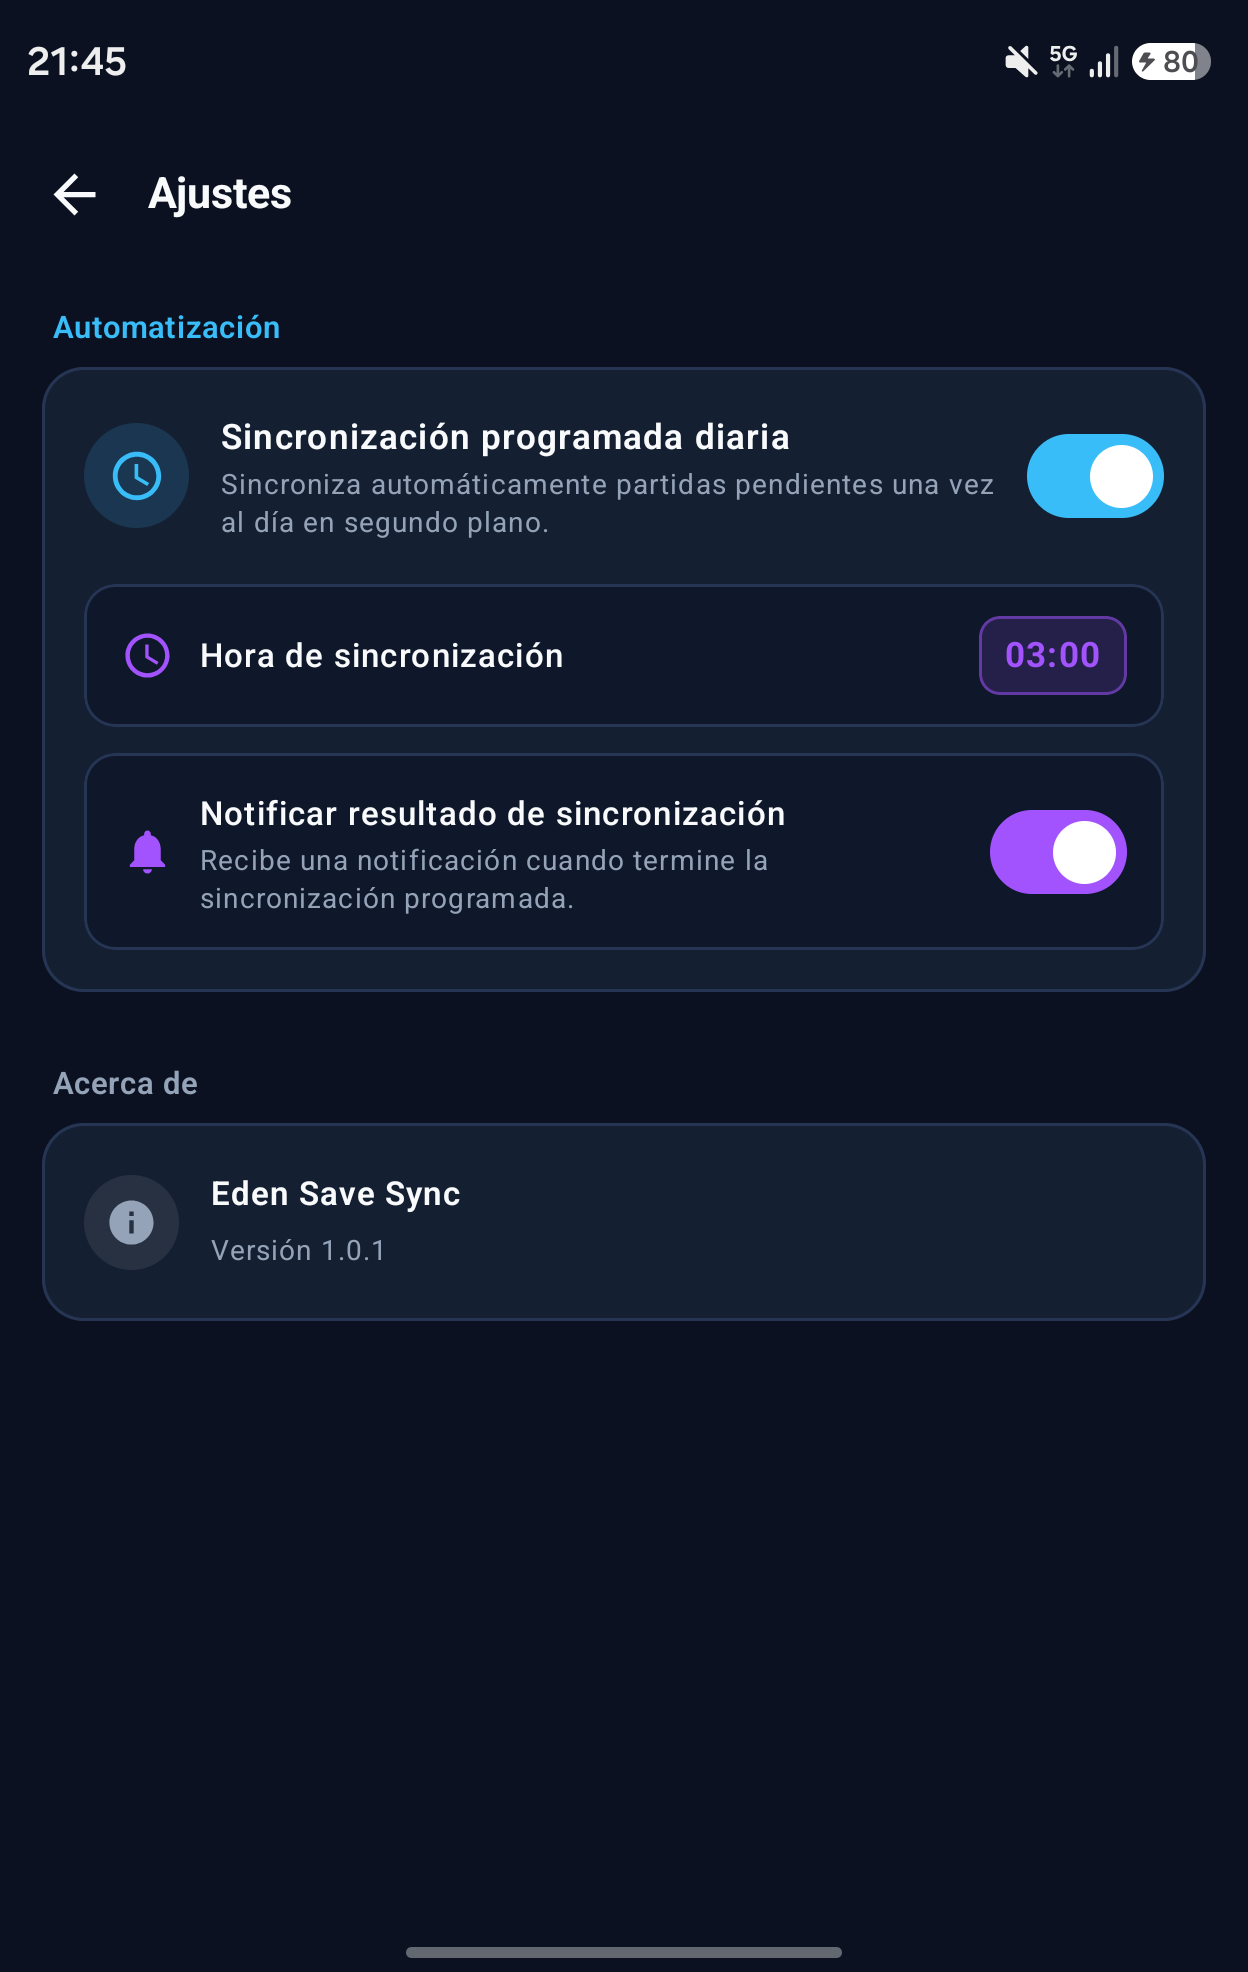 21:45
5G
80
Ajustes
Automatización
Sincronización programada diaria
Sincroniza automáticamente partidas pendientes una vez
al día en segundo plano.
Hora de sincronización
03:00
Notificar resultado de sincronización
Recibe una notificación cuando termine la
sincronización programada.
Acerca de
Eden Save Sync
Versión 1.0.1